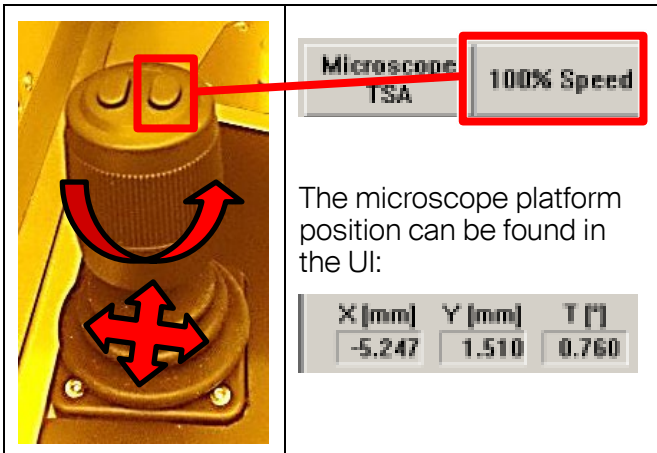 Microscope
TSA
100% Speed
The microscope platform
position can be found in
the UI:
X [mm] Y [mm] T [°]
-5.247 1.510 0.760